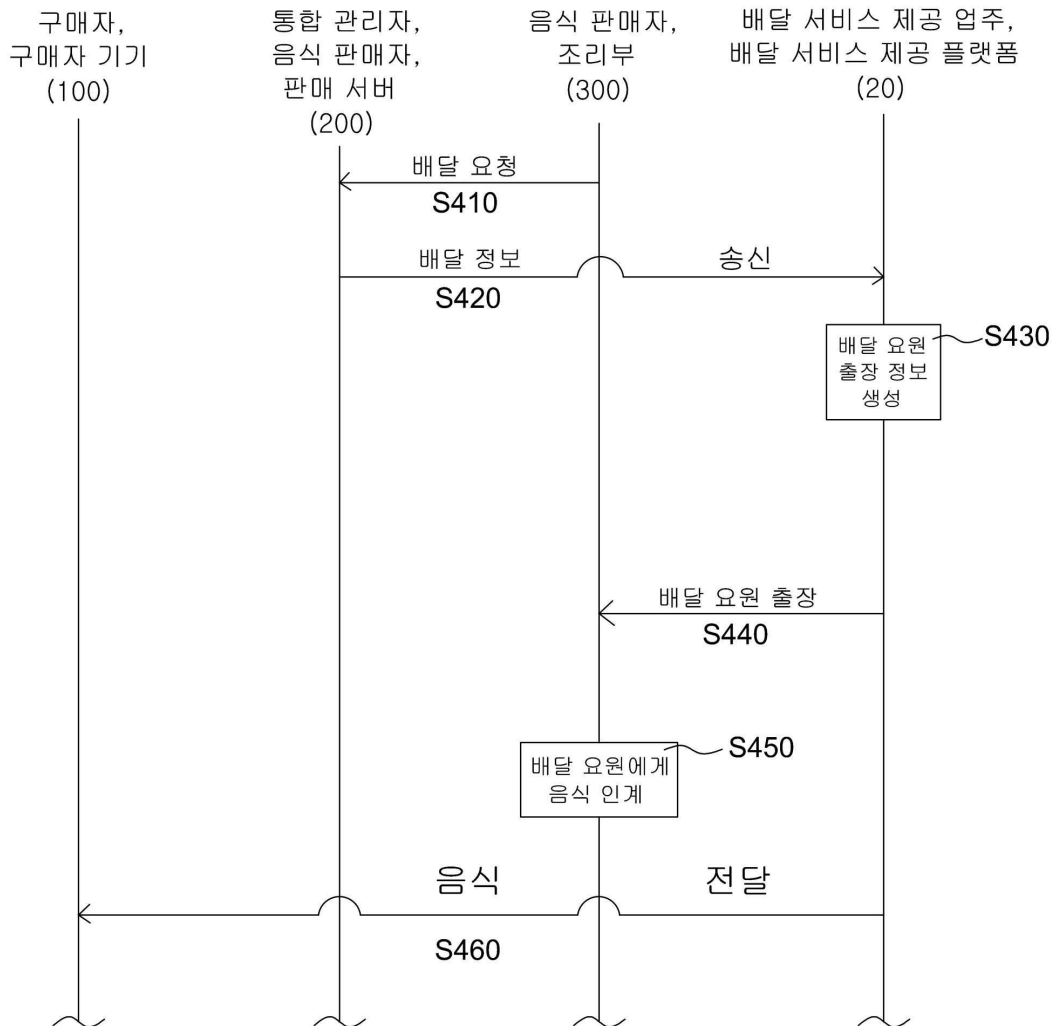 구매자,
구매자 기기
(100)
통합 관리자,
음식 판매자,
판매 서버
(200)
음식 판매자,
조리부
(300)
배달 서비스 제공 업주,
배달 서비스 제공 플랫폼
(20)
배달 요청
S410
배달 정보 송신
S420
배달 요원
출장 정보
생성
S430
배달 요원 출장
S440
배달 요원에게
음식 인계
S450
음식 전달
S460